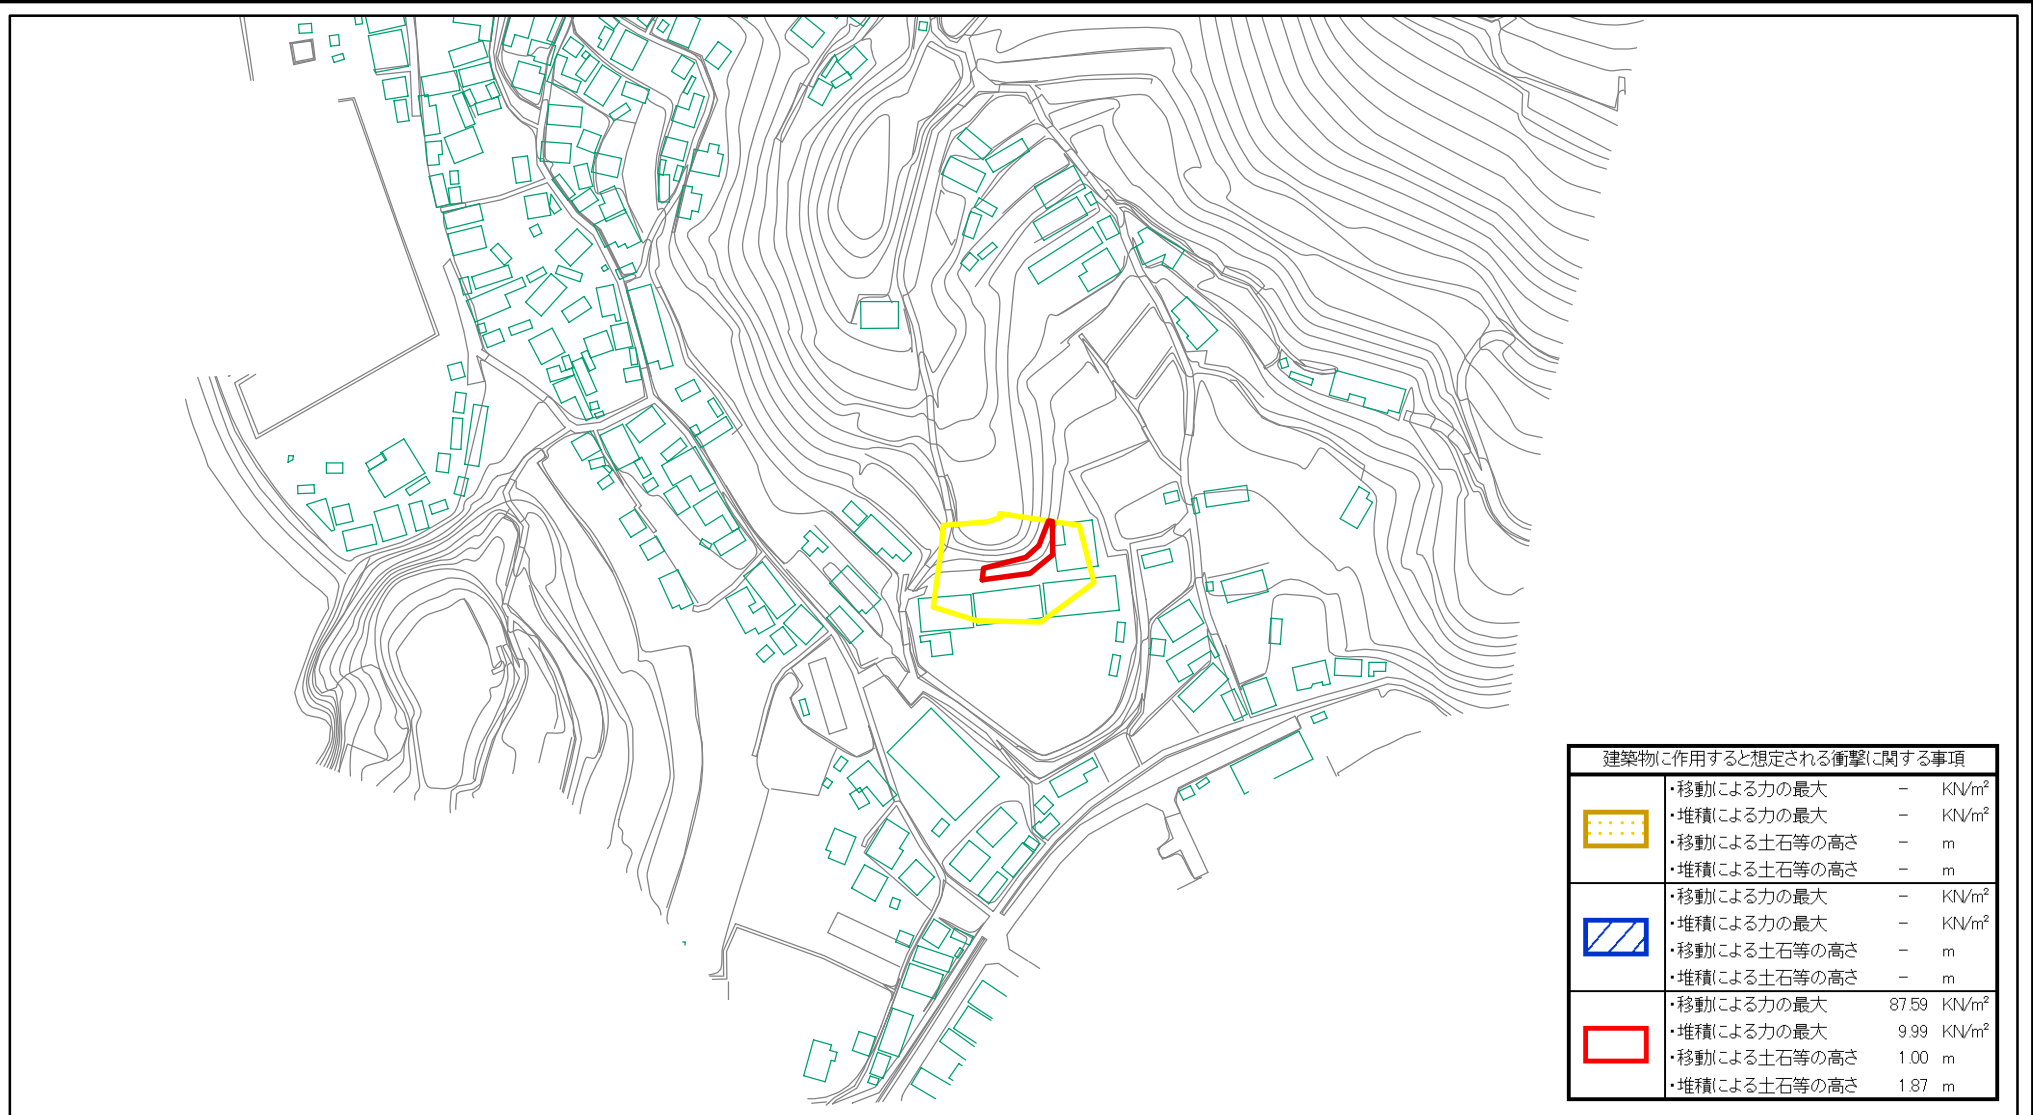 建築物に作用すると想定される衝撃に関する事項
・移動による力の最大 － KN/m²
・堆積による力の最大 － KN/m²
・移動による土石等の高さ － m
・堆積による土石等の高さ － m
・移動による力の最大 － KN/m²
・堆積による力の最大 － KN/m²
・移動による土石等の高さ － m
・堆積による土石等の高さ － m
・移動による力の最大 87.59 KN/m²
・堆積による力の最大 9.99 KN/m²
・移動による土石等の高さ 1.00 m
・堆積による土石等の高さ 1.87 m